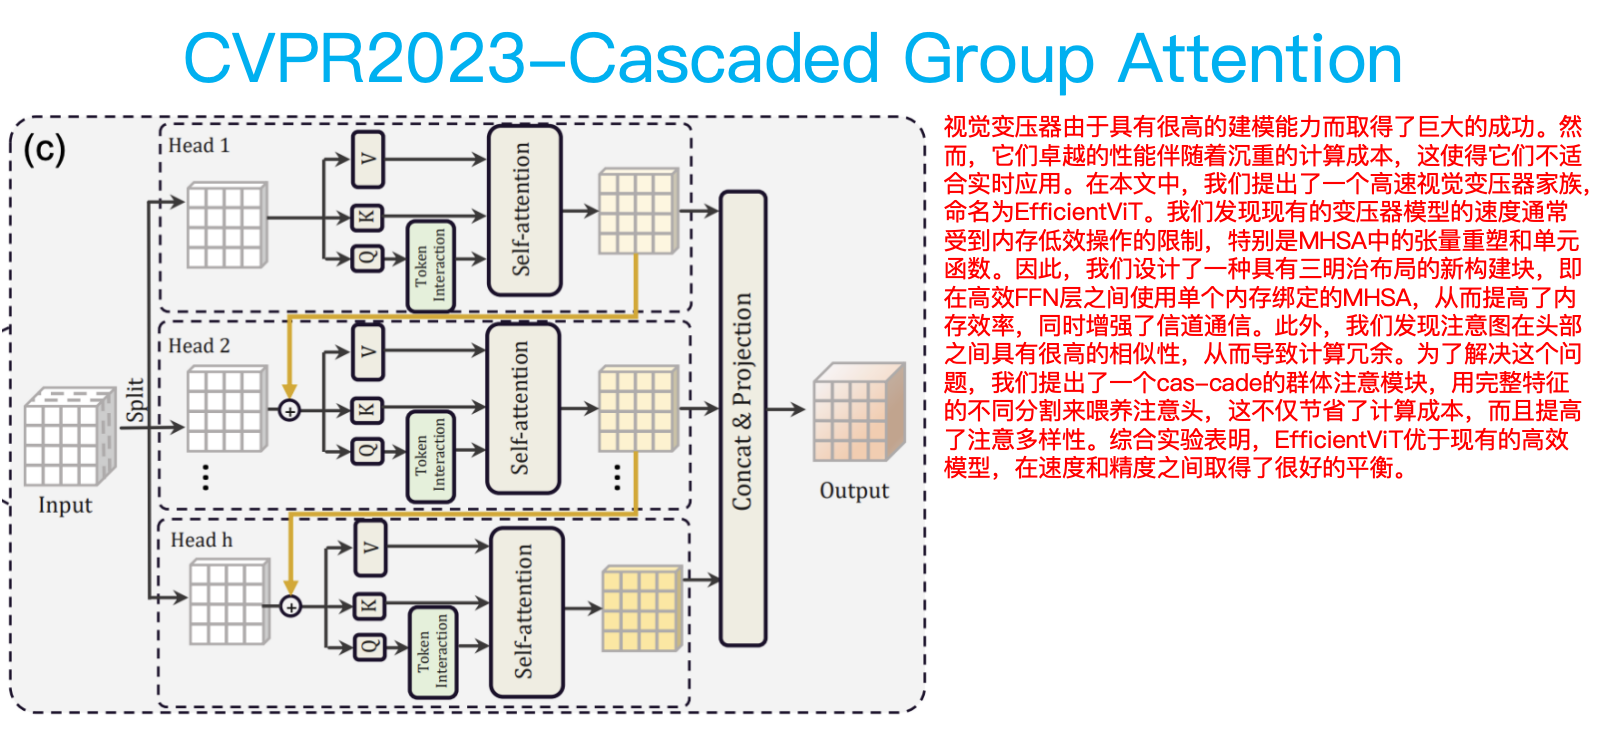 CVPR2023-Cascaded Group Attention
(c)
Head 1
V
K
Q
Token
Interaction
Self-attention
Head 2
V
K
Q
Token
Interaction
Self-attention
Head h
V
K
Q
Token
Interaction
Self-attention
Input
Split
Concat & Projection
Output
视觉变压器由于具有很高的建模能力而取得了巨大的成功。然
而，它们卓越的性能伴随着沉重的计算成本，这使得它们不适
合实时应用。在本文中，我们提出了一个高速视觉变压器家族，
命名为EfficientViT。我们发现现有的变压器模型的速度通常
受到内存低效操作的限制，特别是MHSA中的张量重塑和单元
函数。因此，我们设计了一种具有三明治布局的新构建块，即
在高效FFN层之间使用单个内存绑定的MHSA，从而提高了内
存效率，同时增强了信道通信。此外，我们发现注意图在头部
之间具有很高的相似性，从而导致计算冗余。为了解决这个问
题，我们提出了一个cas-cade的群体注意模块，用完整特征
的不同分割来喂养注意头，这不仅节省了计算成本，而且提高
了注意多样性。综合实验表明，EfficientViT优于现有的高效
模型，在速度和精度之间取得了很好的平衡。